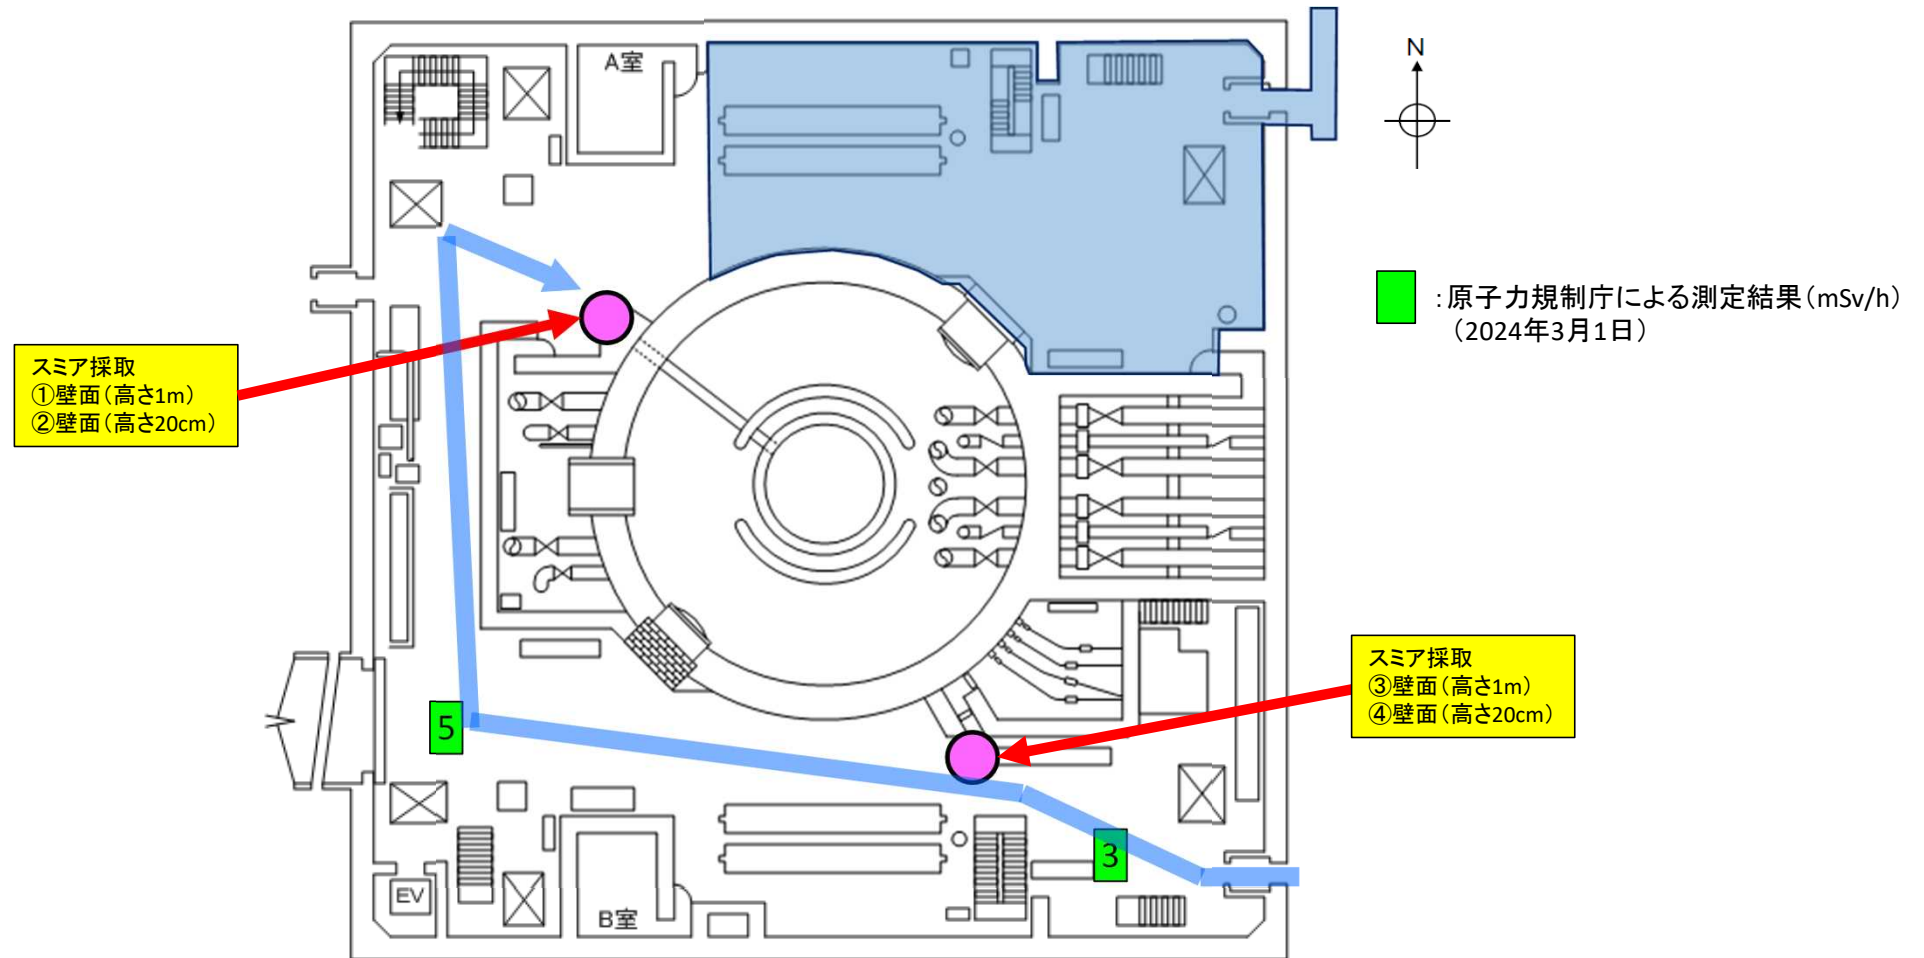 A室
N
：原子力規制庁による測定結果（mSv/h）
（2024年3月1日）
スミア採取
①壁面（高さ1m）
②壁面（高さ20cm）
スミア採取
③壁面（高さ1m）
④壁面（高さ20cm）
5
3
EV
B室